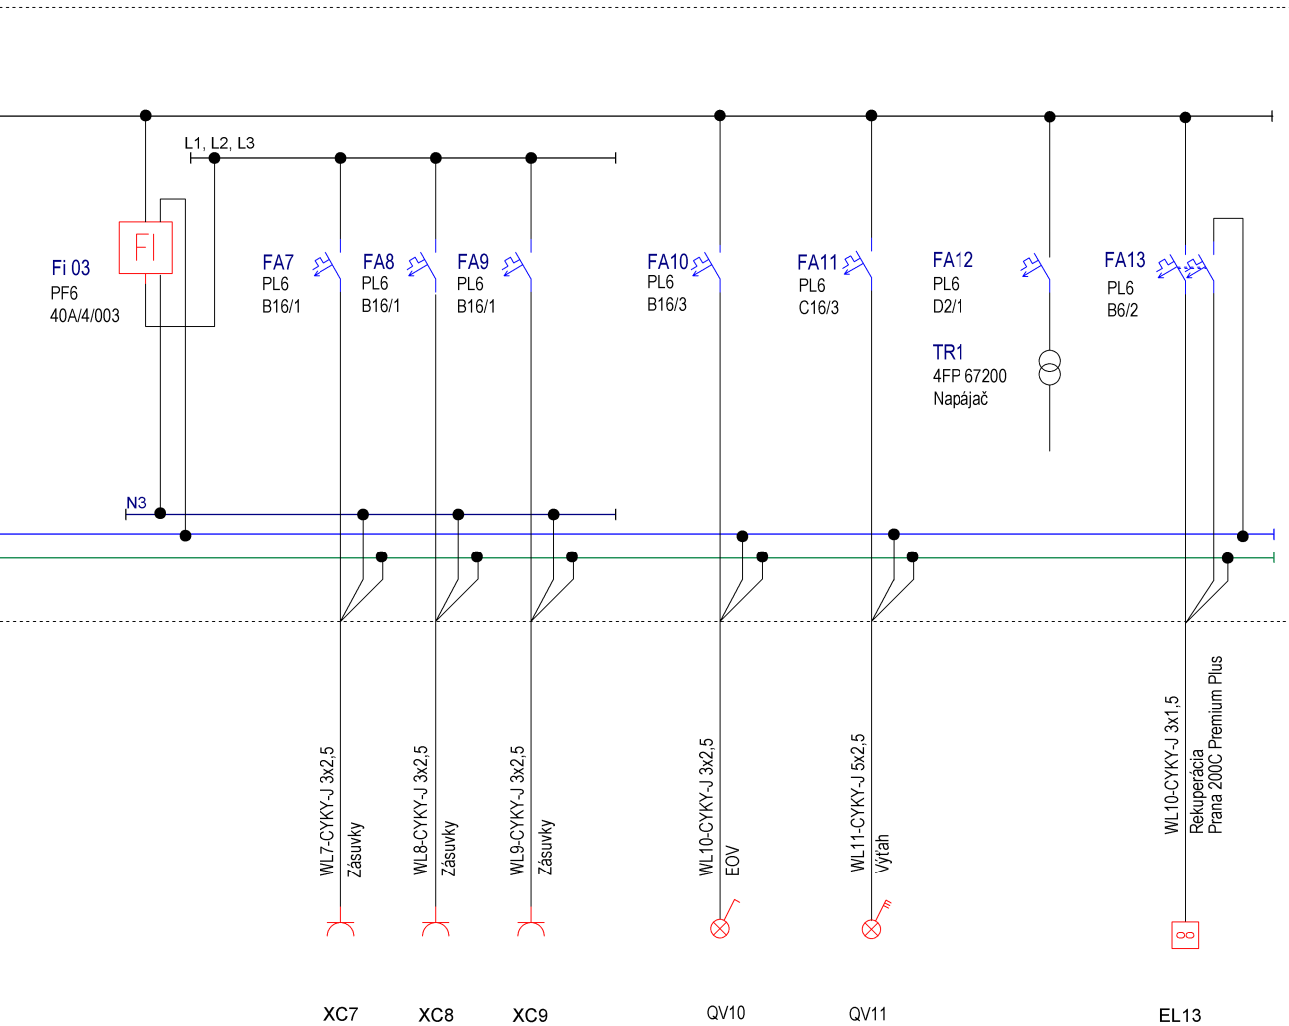 L1, L2, L3
FI
Fi 03
PF6
40A/4/003
FA7
PL6
B16/1
FA8
PL6
B16/1
FA9
PL6
B16/1
FA10
PL6
B16/3
FA11
PL6
C16/3
FA12
PL6
D2/1
TR1
4FP 67200
Napájač
FA13
PL6
B6/2
N3
WL7-CYKY-J 3x2,5
Zásuvky
WL8-CYKY-J 3x2,5
Zásuvky
WL9-CYKY-J 3x2,5
Zásuvky
WL10-CYKY-J 3x2,5
EOV
WL11-CYKY-J 5x2,5
Výťah
WL10-CYKY-J 3x1,5
Rekuperácia
Prana 200C Premium Plus
XC7
XC8
XC9
QV10
QV11
EL13